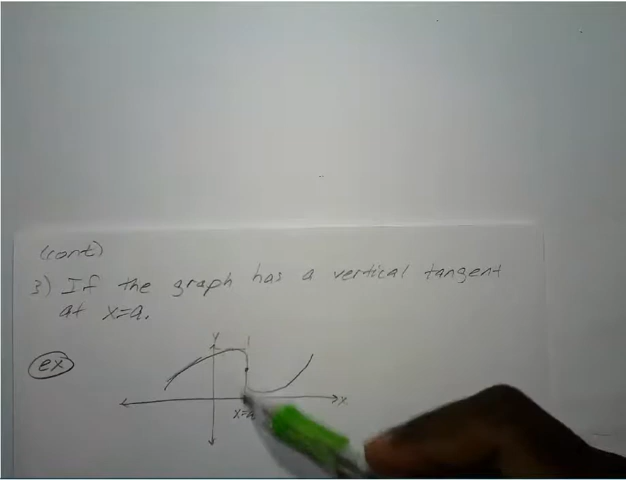 (cont)
3) If the graph has a vertical tangent
at x=a.
ex
y
x
x=a